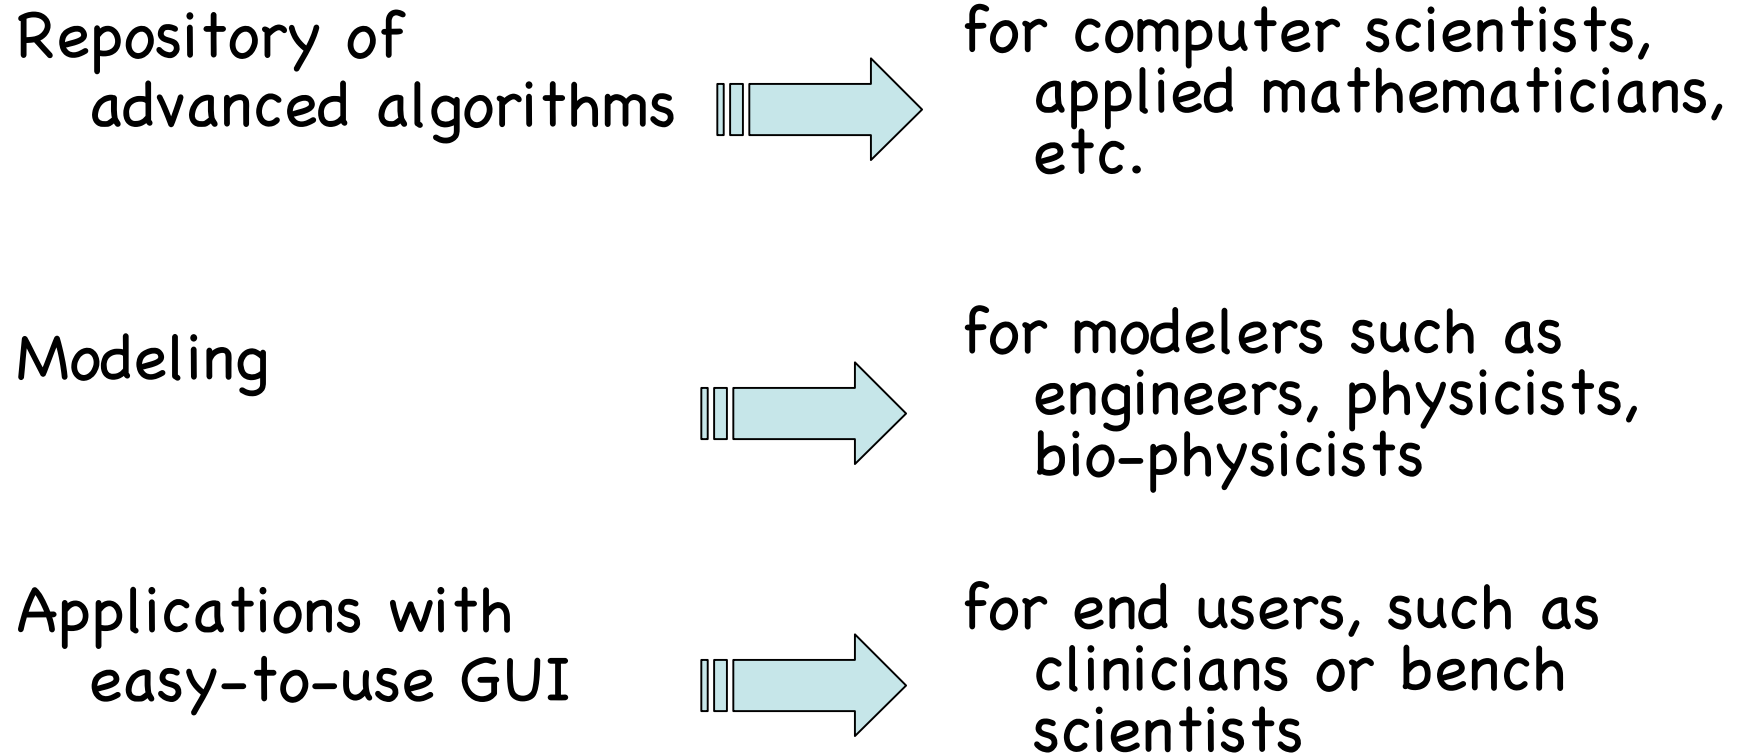 Repository of
advanced algorithms
for computer scientists,
applied mathematicians,
etc.
Modeling
for modelers such as
engineers, physicists,
bio-physicists
Applications with
easy-to-use GUI
for end users, such as
clinicians or bench
scientists